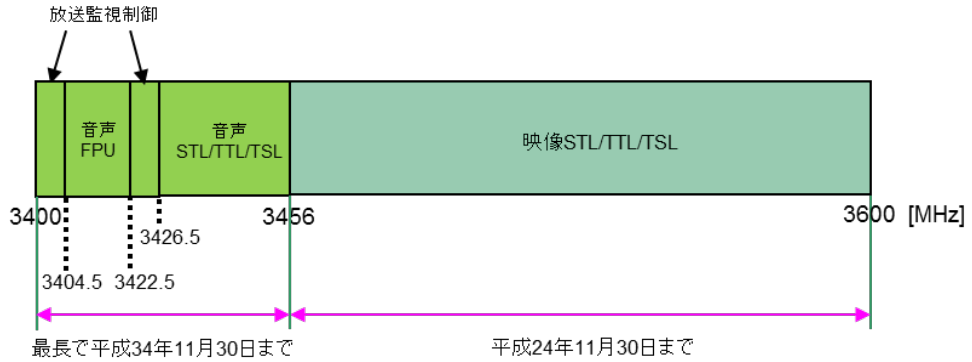 放送監視制御
音声
FPU
音声
STL/TTL/TSL
映像STL/TTL/TSL
3400
3456
3600 [MHz]
3426.5
3404.5
3422.5
最長で平成34年11月30日まで
平成24年11月30日まで